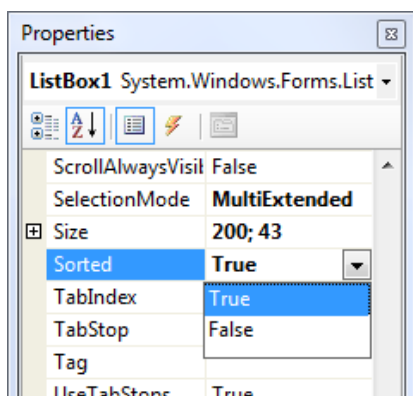 Properties
ListBox1 System.Windows.Forms.List
ScrollAlwaysVisil False
SelectionMode MultiExtended
Size 200; 43
Sorted True
TabIndex True
TabStop False
Tag
UseTabStops True